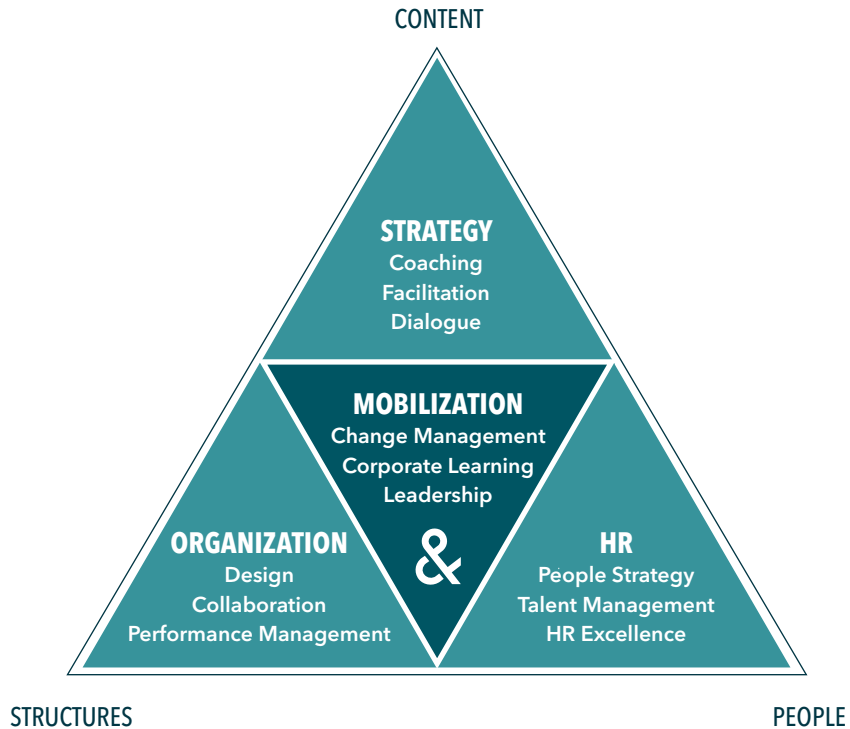 CONTENT
STRATEGY
Coaching
Facilitation
Dialogue
MOBILIZATION
Change Management
Corporate Learning
Leadership
&
ORGANIZATION
Design
Collaboration
Performance Management
HR
People Strategy
Talent Management
HR Excellence
STRUCTURES
PEOPLE